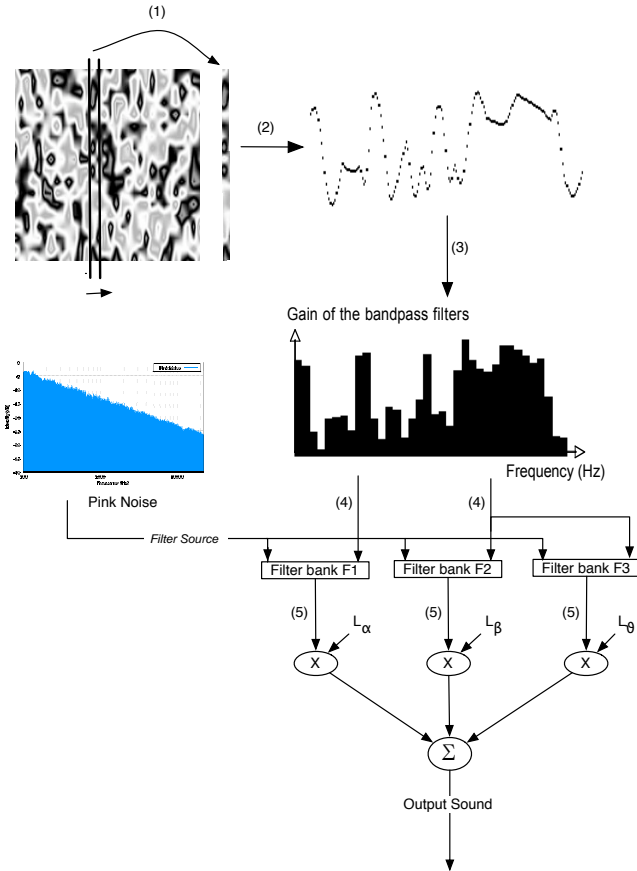 (1)
(2)
(3)
Gain of the bandpass filters
Frequency (Hz)
Pink Noise
(4)
(4)
Filter Source
Filter bank F1
Filter bank F2
Filter bank F3
(5)
(5)
(5)
Lα
Lβ
Lθ
X
X
X
Σ
Output Sound